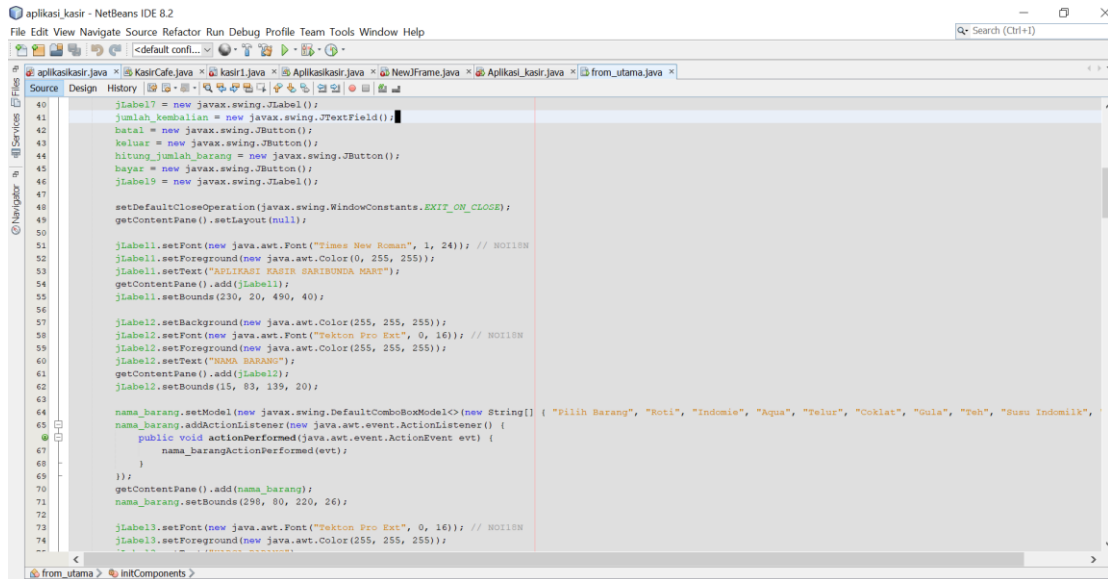 aplikasi_kasir - NetBeans IDE 8.2
File Edit View Navigate Source Refactor Run Debug Profile Team Tools Window Help
Search (Ctrl+I)
<default confi...
aplikasikasir.java KasirCafe.java kasir1.java Aplikasikasir.java NewJFrame.java Aplikasi_kasir.java from_utama.java
Source Design History
Files
Services
Navigator
40 jLabel7 = new javax.swing.JLabel();
41 jumlah_kembalian = new javax.swing.JTextField();
42 batal = new javax.swing.JButton();
43 keluar = new javax.swing.JButton();
44 hitung_jumlah_barang = new javax.swing.JButton();
45 bayar = new javax.swing.JButton();
46 jLabel9 = new javax.swing.JLabel();
47
48 setDefaultCloseOperation(javax.swing.WindowConstants.EXIT_ON_CLOSE);
49 getContentPane().setLayout(null);
50
51 jLabel1.setFont(new java.awt.Font("Times New Roman", 1, 24)); // NOI18N
52 jLabel1.setForeground(new java.awt.Color(0, 255, 255));
53 jLabel1.setText("APLIKASI KASIR SARIBUNDA MART");
54 getContentPane().add(jLabel1);
55 jLabel1.setBounds(230, 20, 490, 40);
56
57 jLabel2.setBackground(new java.awt.Color(255, 255, 255));
58 jLabel2.setFont(new java.awt.Font("Tekton Pro Ext", 0, 16)); // NOI18N
59 jLabel2.setForeground(new java.awt.Color(255, 255, 255));
60 jLabel2.setText("NAMA BARANG");
61 getContentPane().add(jLabel2);
62 jLabel2.setBounds(15, 83, 139, 20);
63
64 nama_barang.setModel(new javax.swing.DefaultComboBoxModel<>(new String[] { "Pilih Barang", "Roti", "Indomie", "Aqua", "Telur", "Coklat", "Gula", "Teh", "Susu Indomilk",
65 nama_barang.addActionListener(new java.awt.event.ActionListener() {
public void actionPerformed(java.awt.event.ActionEvent evt) {
67 nama_barangActionPerformed(evt);
68 }
69 });
70 getContentPane().add(nama_barang);
71 nama_barang.setBounds(298, 80, 220, 26);
72
73 jLabel3.setFont(new java.awt.Font("Tekton Pro Ext", 0, 16)); // NOI18N
74 jLabel3.setForeground(new java.awt.Color(255, 255, 255));
from_utama > initComponents >